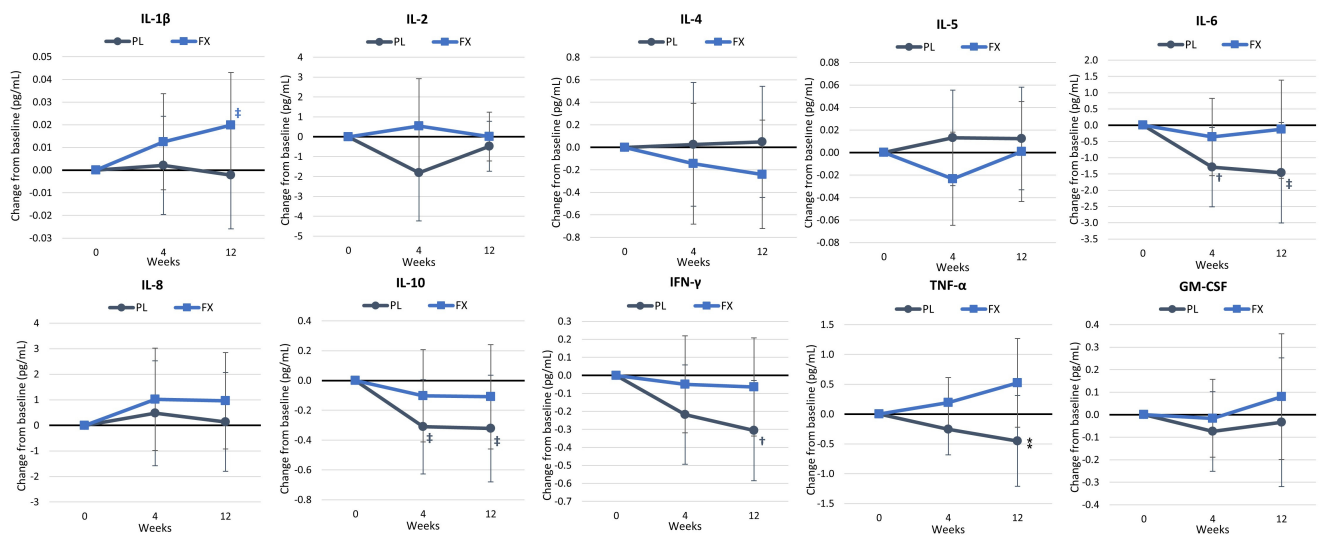 IL-1β
PL FX
Change from baseline (pg/mL)
0.05
0.04
0.03
0.02
0.01
0.00
-0.01
-0.02
-0.03
‡
0 4 12
Weeks
IL-2
PL FX
Change from baseline (pg/mL)
4
3
2
1
0
-1
-2
-3
-4
-5
0 4 12
Weeks
IL-4
PL FX
Change from baseline (pg/mL)
0.8
0.6
0.4
0.2
0.0
-0.2
-0.4
-0.6
-0.8
0 4 12
Weeks
IL-5
PL FX
Change from baseline (pg/mL)
0.08
0.06
0.04
0.02
0.00
-0.02
-0.04
-0.06
-0.08
0 4 12
Weeks
IL-6
PL FX
Change from baseline (pg/mL)
2.0
1.5
1.0
0.5
0.0
-0.5
-1.0
-1.5
-2.0
-2.5
-3.0
-3.5
† ‡
0 4 12
Weeks
IL-8
PL FX
Change from baseline (pg/mL)
4
3
2
1
0
-1
-2
-3
0 4 12
Weeks
IL-10
PL FX
Change from baseline (pg/mL)
0.4
0.2
0.0
-0.2
-0.4
-0.6
-0.8
‡ ‡
0 4 12
Weeks
IFN-γ
PL FX
Change from baseline (pg/mL)
0.3
0.2
0.1
0.0
-0.1
-0.2
-0.3
-0.4
-0.5
-0.6
-0.7
†
0 4 12
Weeks
TNF-α
PL FX
Change from baseline (pg/mL)
1.5
1.0
0.5
0.0
-0.5
-1.0
-1.5
**
0 4 12
Weeks
GM-CSF
PL FX
Change from baseline (pg/mL)
0.4
0.3
0.2
0.1
0.0
-0.1
-0.2
-0.3
-0.4
0 4 12
Weeks